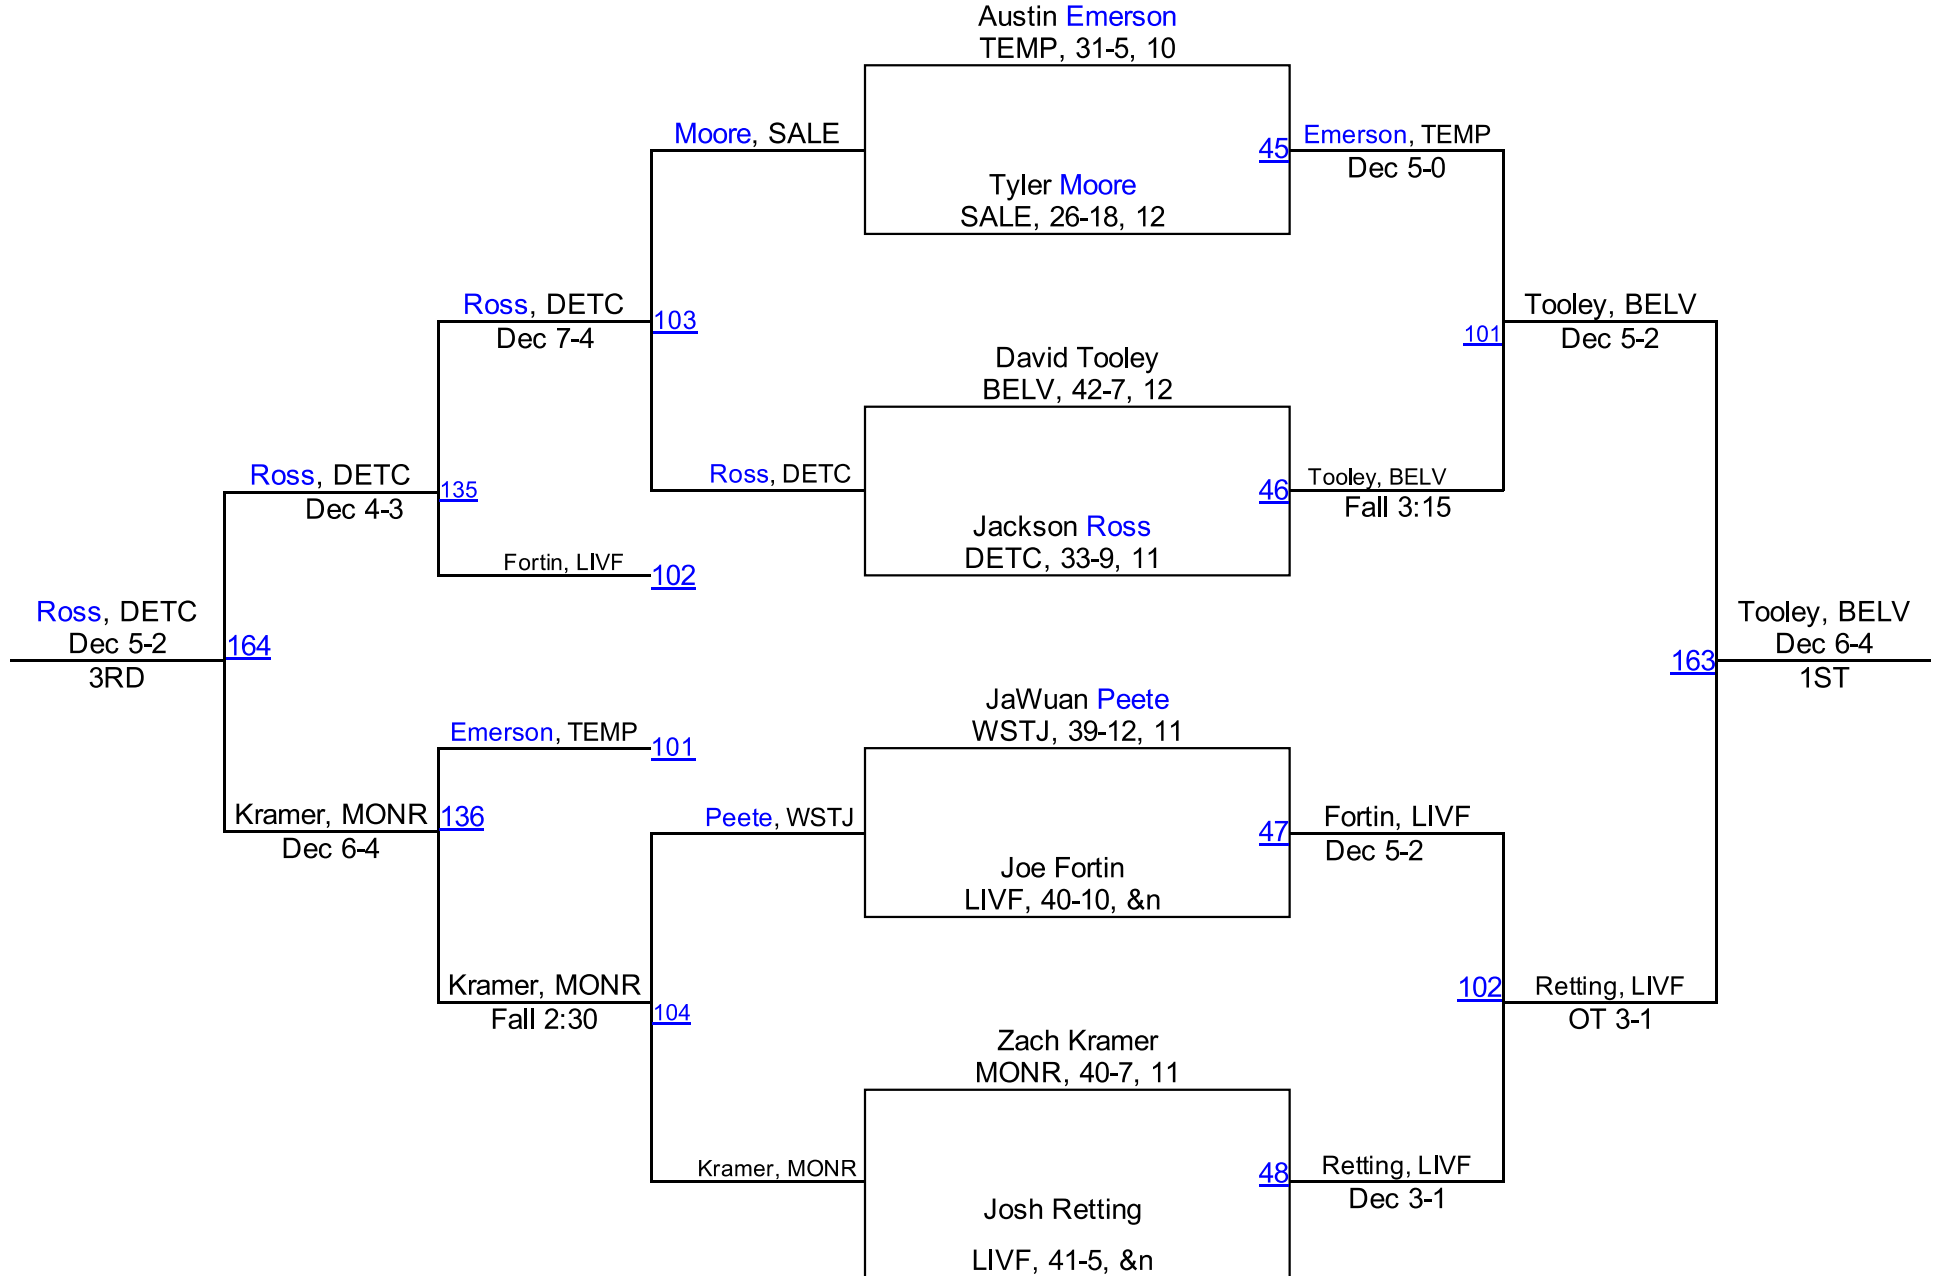 Austin Emerson
TEMP, 31-5, 10
Moore, SALE
45
Emerson, TEMP
Dec 5-0
Tyler Moore
SALE, 26-18, 12
Ross, DETC
Dec 7-4
103
101
Tooley, BELV
Dec 5-2
David Tooley
BELV, 42-7, 12
Ross, DETC
Dec 4-3
135
Ross, DETC
46
Tooley, BELV
Fall 3:15
Jackson Ross
DETC, 33-9, 11
Fortin, LIVF
102
Ross, DETC
Dec 5-2
3RD
164
163
Tooley, BELV
Dec 6-4
1ST
JaWuan Peete
WSTJ, 39-12, 11
Emerson, TEMP
101
Kramer, MONR
Dec 6-4
136
Peete, WSTJ
47
Fortin, LIVF
Dec 5-2
Joe Fortin
LIVF, 40-10, &n
Kramer, MONR
Fall 2:30
104
102
Retting, LIVF
OT 3-1
Zach Kramer
MONR, 40-7, 11
Kramer, MONR
48
Retting, LIVF
Dec 3-1
Josh Retting
LIVF, 41-5, &n